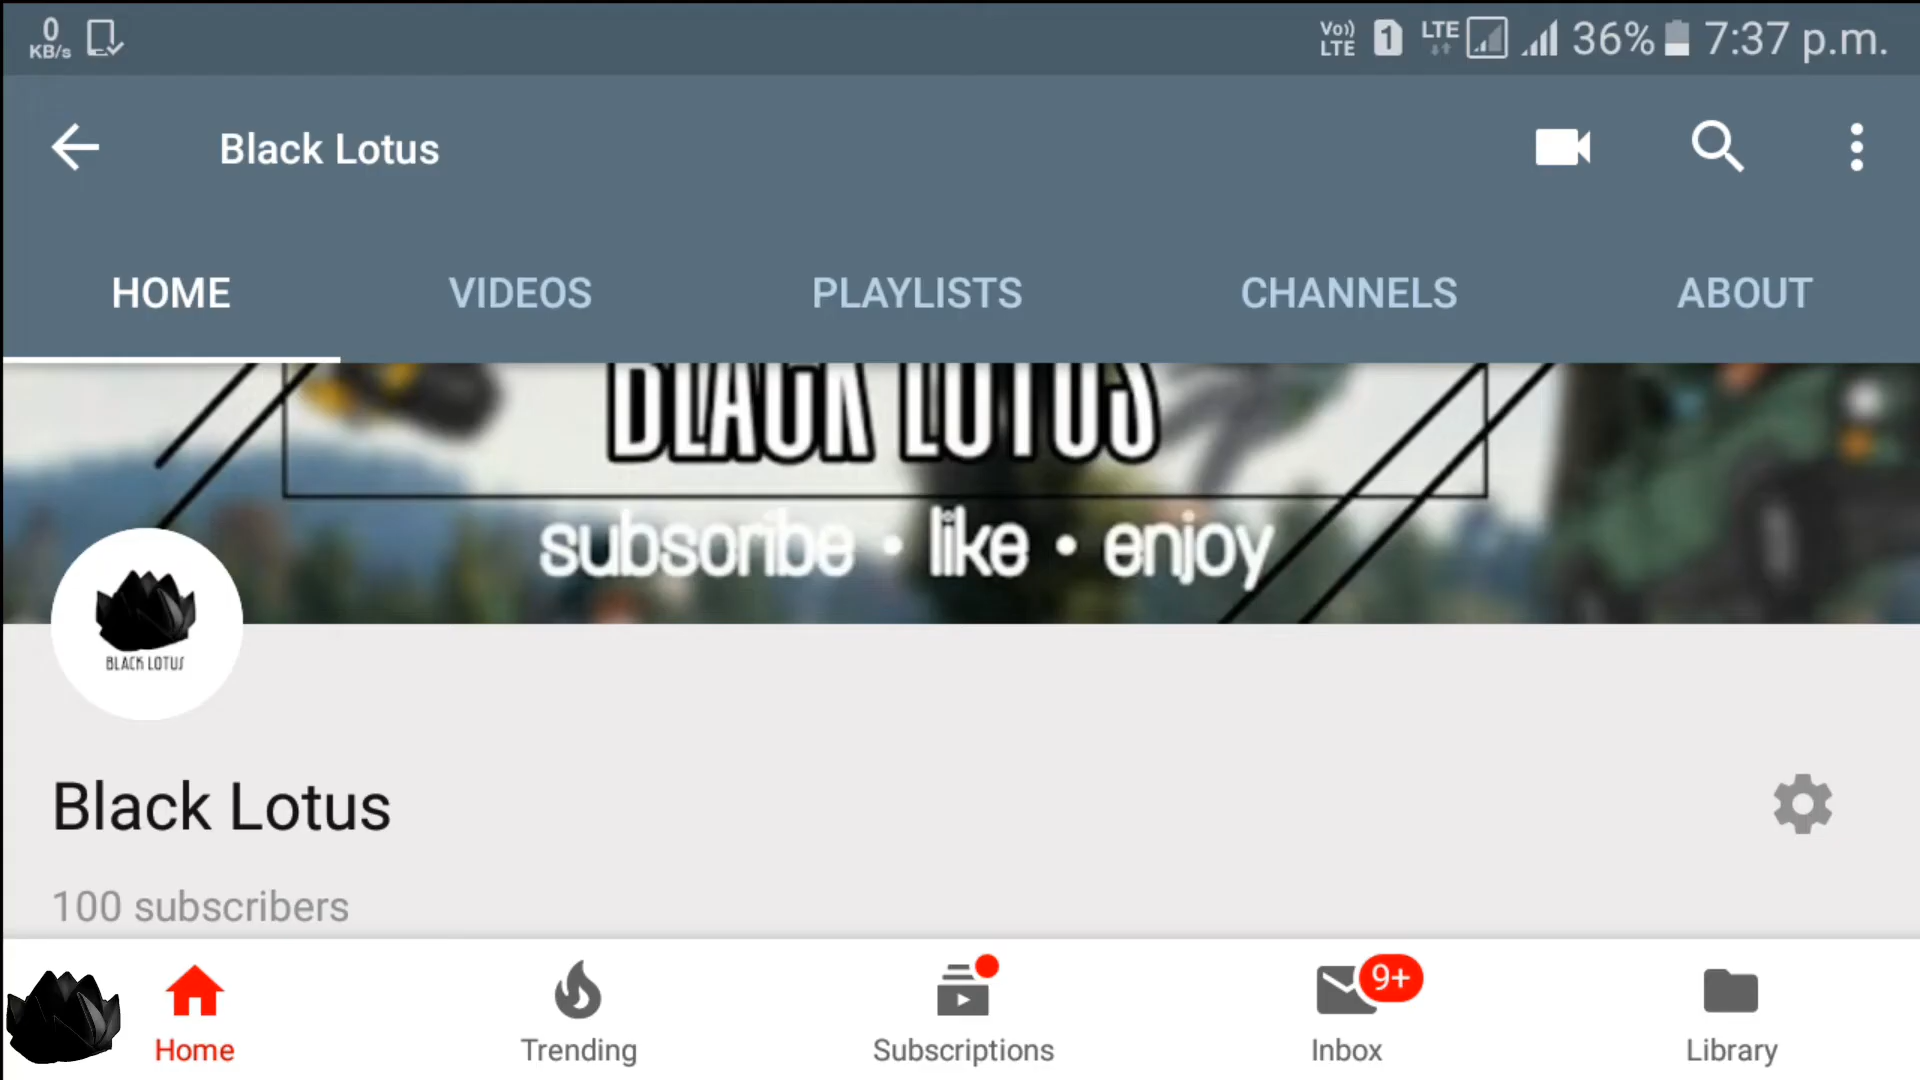 0
KB/s
Vo)) LTE 1 LTE 36% 7:37 p.m.
Black Lotus
HOME VIDEOS PLAYLISTS CHANNELS ABOUT
BLACK LOTUS
subscribe • like • enjoy
BLACK LOTUS
Black Lotus
100 subscribers
9+
Home Trending Subscriptions Inbox Library